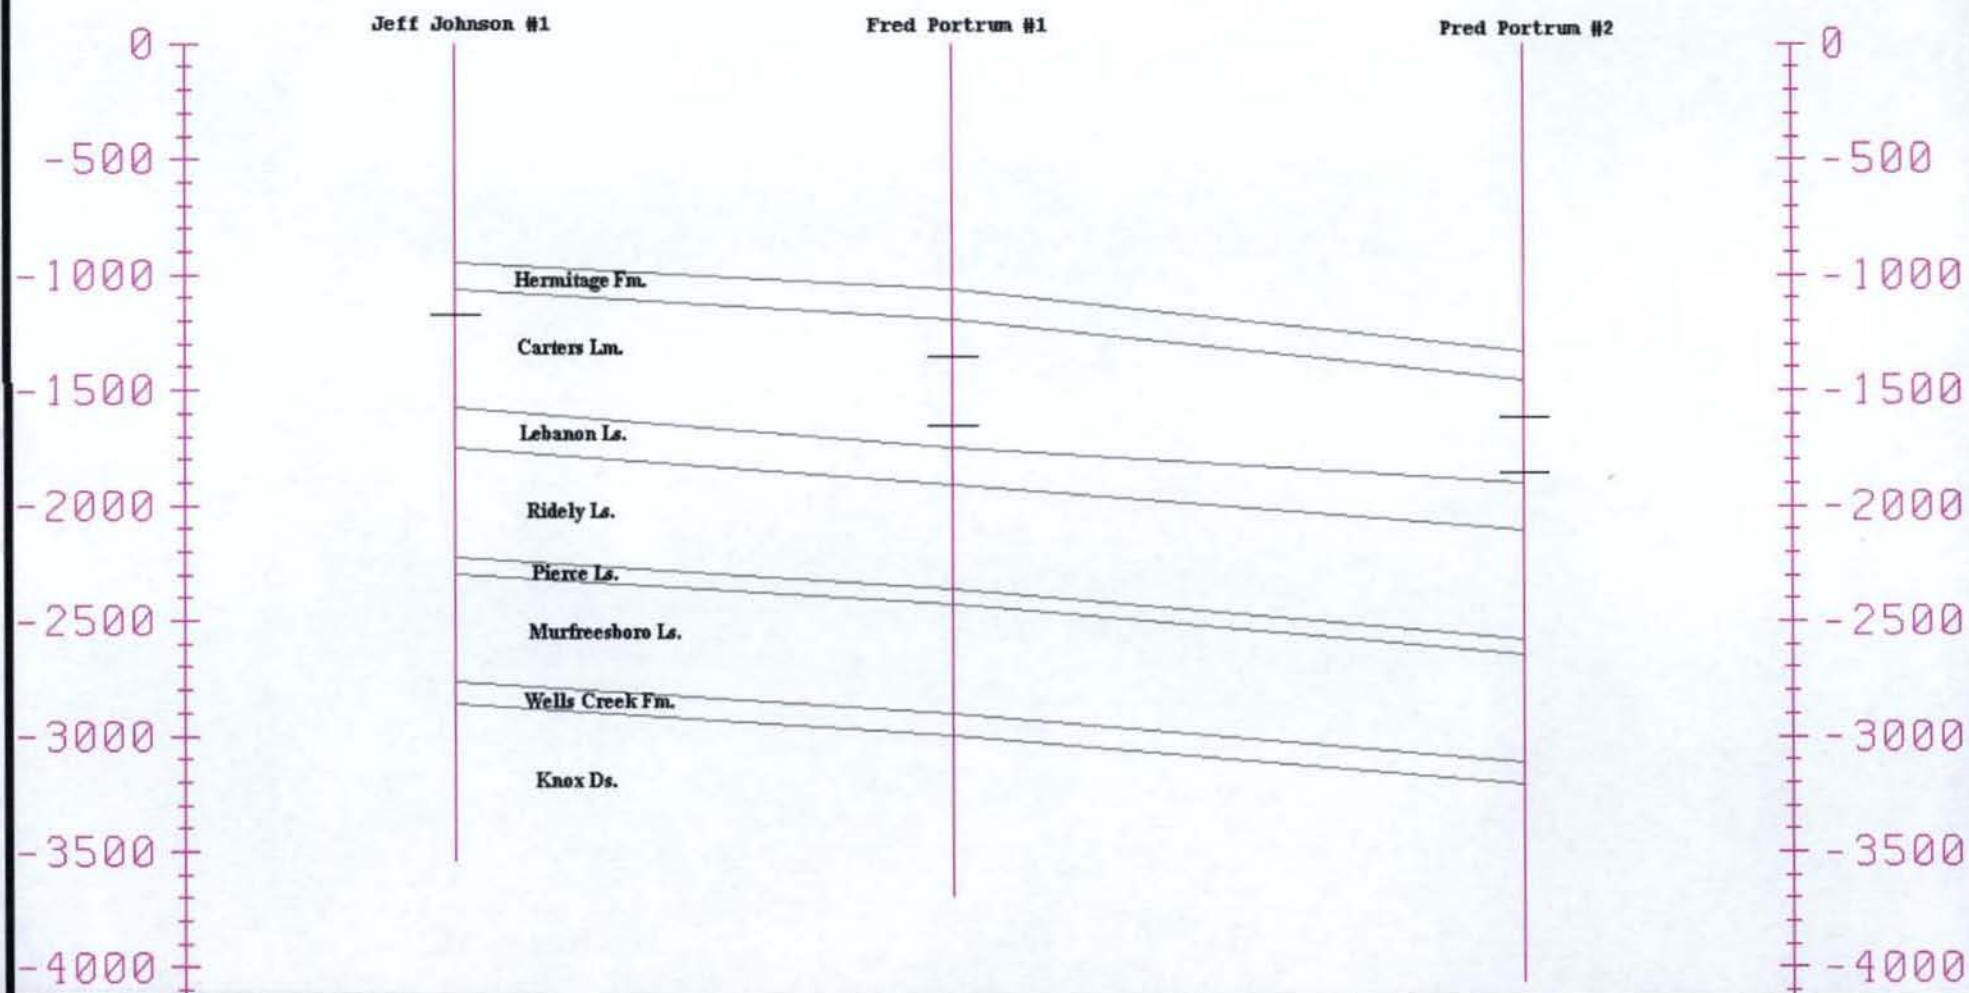 Jeff Johnson #1
Fred Portrum #1
Pred Portrum #2
0
-500
-1000
-1500
-2000
-2500
-3000
-3500
-4000
Hermitage Fm.
Carters Lm.
Lebanon Ls.
Ridely Ls.
Pierce Ls.
Murfreesboro Ls.
Wells Creek Fm.
Knox Ds.
0
-500
-1000
-1500
-2000
-2500
-3000
-3500
-4000